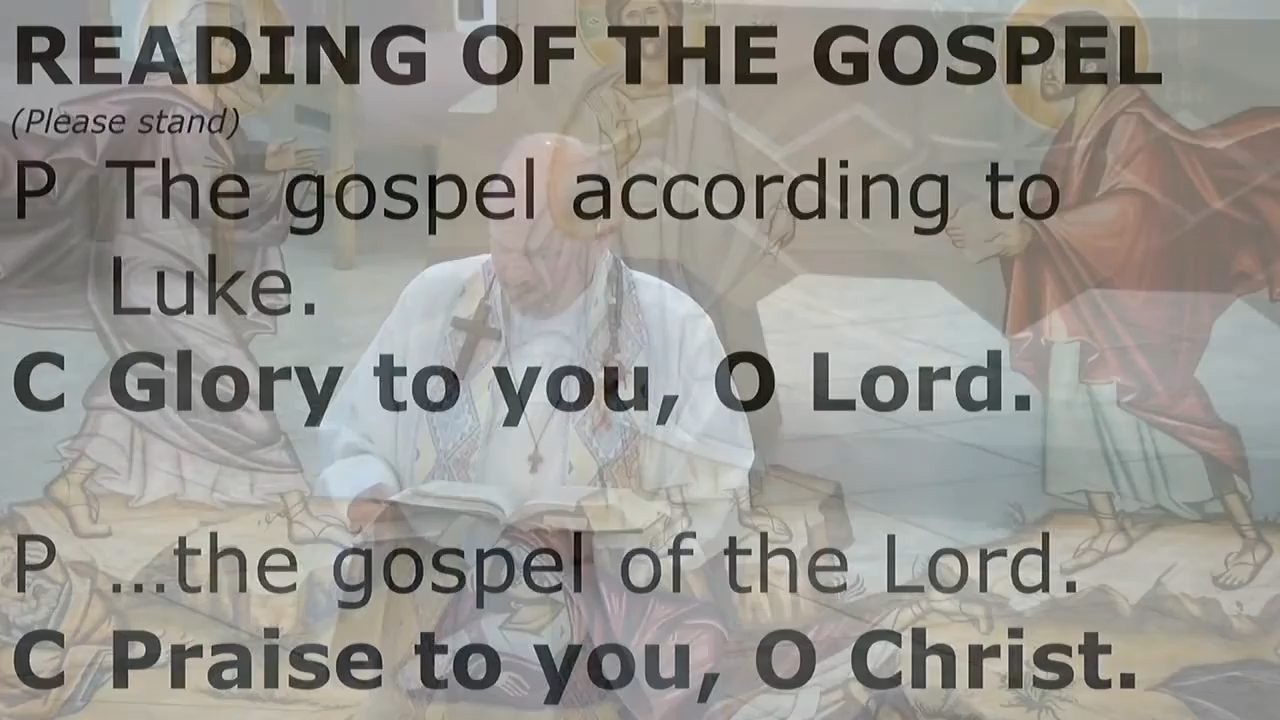 READING OF THE GOSPEL
(Please stand)
P The gospel according to
Luke.
C Glory to you, O Lord.
P ...the gospel of the Lord.
C Praise to you, O Christ.